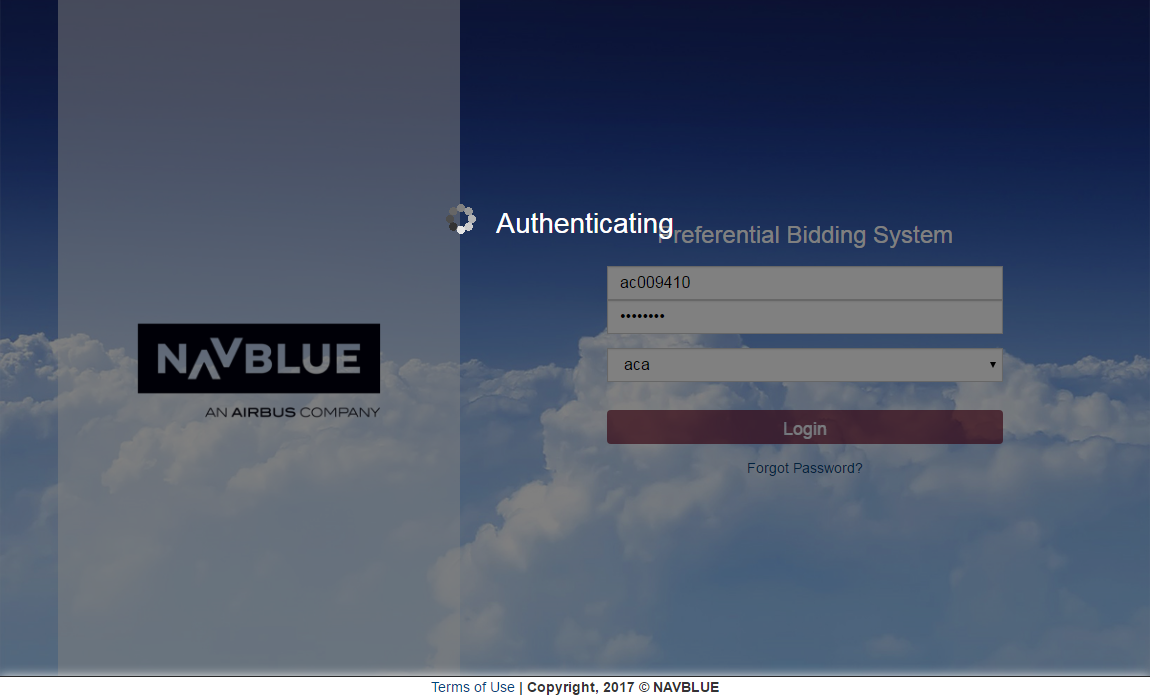 Authenticating
Preferential Bidding System
ac009410
••••••••
aca
Login
Forgot Password?
NAVBLUE
AN AIRBUS COMPANY
Terms of Use | Copyright, 2017 © NAVBLUE